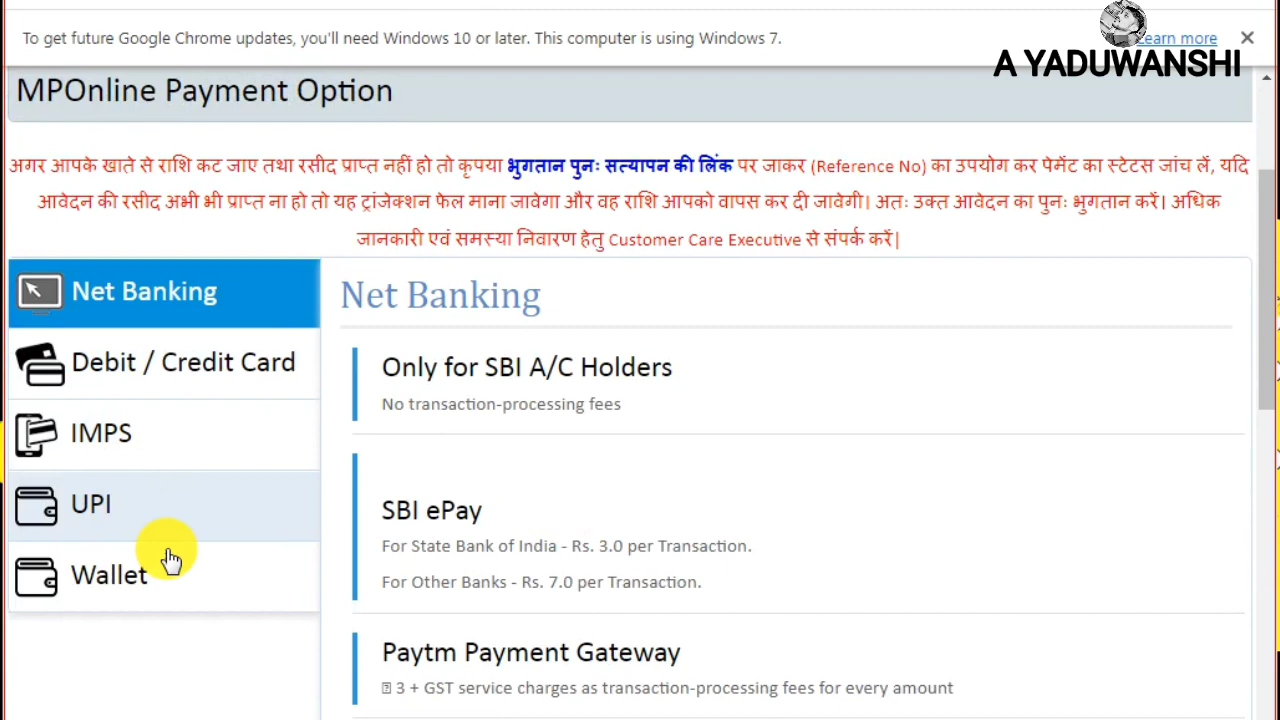 To get future Google Chrome updates, you'll need Windows 10 or later. This computer is using Windows 7.
Learn more
A YADUWANSHI
MPOnline Payment Option
अगर आपके खाते से राशि कट जाए तथा रसीद प्राप्त नहीं हो तो कृपया भुगतान पुनः सत्यापन की लिंक पर जाकर (Reference No) का उपयोग कर पेमेंट का स्टेटस जांच लें, यदि
आवेदन की रसीद अभी भी प्राप्त ना हो तो यह ट्रांजेक्शन फेल माना जावेगा और वह राशि आपको वापस कर दी जावेगी। अतः उक्त आवेदन का पुनः भुगतान करें। अधिक
जानकारी एवं समस्या निवारण हेतु Customer Care Executive से संपर्क करें|
Net Banking
Debit / Credit Card
IMPS
UPI
Wallet
Net Banking
Only for SBI A/C Holders
No transaction-processing fees
SBI ePay
For State Bank of India - Rs. 3.0 per Transaction.
For Other Banks - Rs. 7.0 per Transaction.
Paytm Payment Gateway
3 + GST service charges as transaction-processing fees for every amount